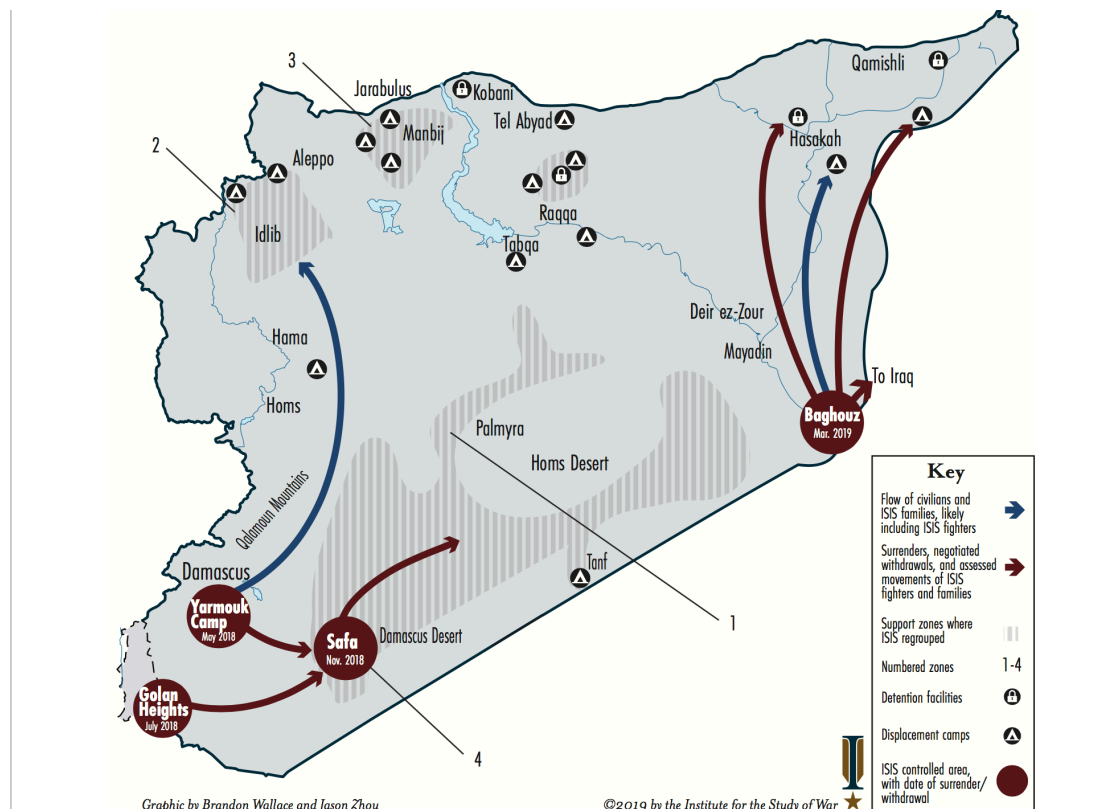 3
Jarabulus
Kobani
Qamishli
Manbij
Tel Abyad
Hasakah
2
Aleppo
Raqqa
Idlib
Tabqa
Deir ez-Zour
Hama
Mayadin
To Iraq
Homs
Baghouz
Mar. 2019
Palmyra
Homs Desert
Qalamoun Mountains
Damascus
Tanf
Yarmouk
Camp
May 2018
1
Safa
Nov. 2018
Damascus Desert
Golan
Heights
July 2018
4
Key
Flow of civilians and
ISIS families, likely
including ISIS fighters
Surrenders, negotiated
withdrawals, and assessed
movements of ISIS
fighters and families
Support zones where
ISIS regrouped
Numbered zones 1-4
Detention facilities
Displacement camps
ISIS controlled area,
with date of surrender/
withdrawal
Graphic by Brandon Wallace and Jason Zhou
©2019 by the Institute for the Study of War